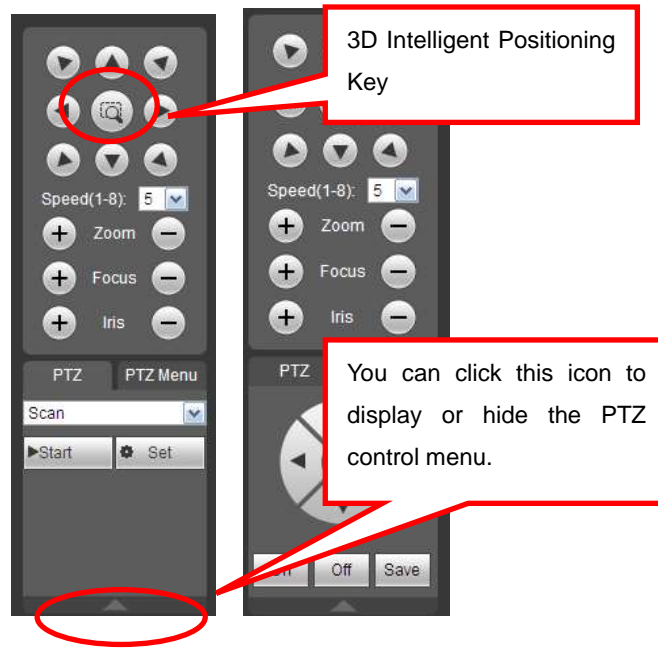 3D Intelligent Positioning
Key
Speed(1-8): 5
Zoom
Focus
Iris
PTZ PTZ Menu
Scan
Start Set
Speed(1-8): 5
Zoom
Focus
Iris
PTZ
You can click this icon to
display or hide the PTZ
control menu.
Off Save